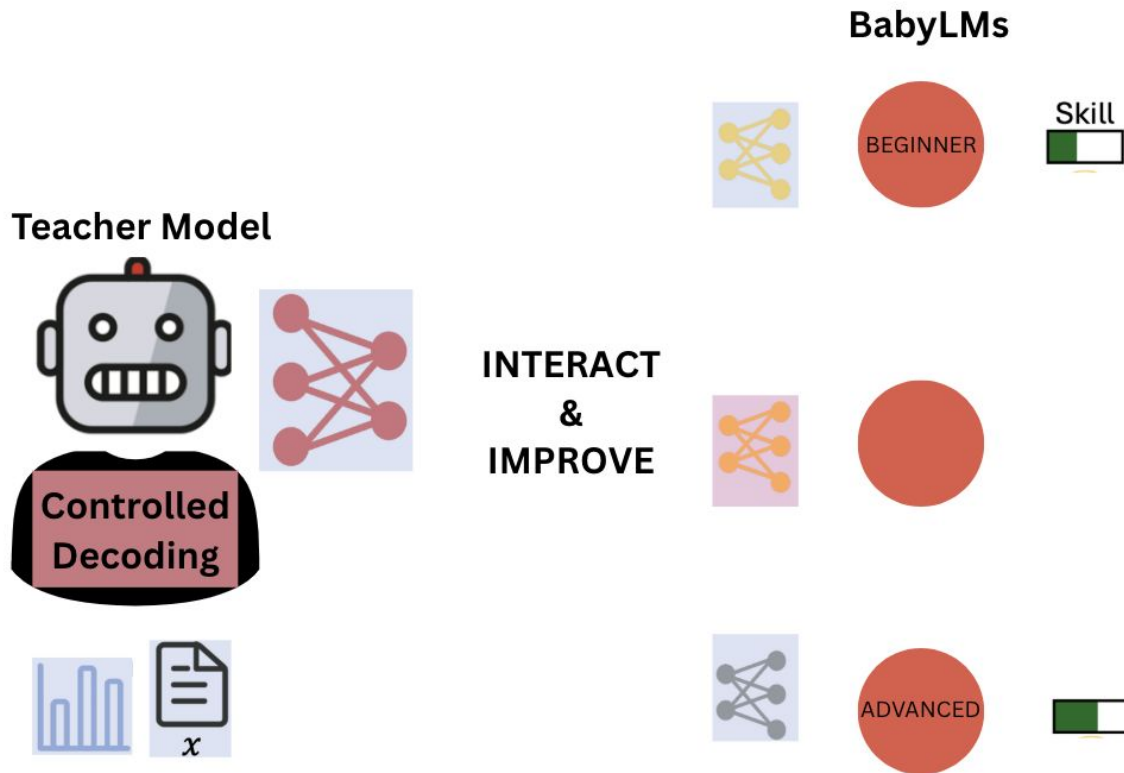 BabyLMs
BEGINNER
Skill
Teacher Model
INTERACT
&
IMPROVE
Controlled
Decoding
x
ADVANCED